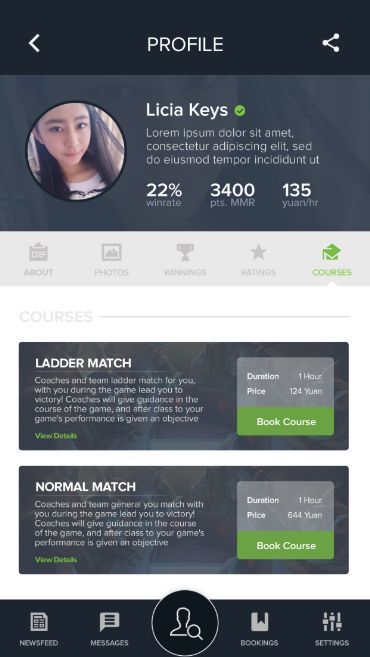 PROFILE
Licia Keys
Lorem ipsum dolor sit amet,
consectetur adipiscing elit, sed
do eiusmod tempor incididunt ut
22% 3400 135
winrate pts. MMR yuan/hr
ABOUT PHOTOS WINNINGS RATINGS COURSES
COURSES
LADDER MATCH
Coaches and team ladder match for you,
with you during the game lead you to
victory! Coaches will give guidance in the
course of the game, and after class to your
game's performance is given an objective
View Details
Duration 1 Hour
Price 124 Yuan
Book Course
NORMAL MATCH
Coaches and team general you match with
you during the game lead you to victory!
Coaches will give guidance in the course
of the game, and after class to your game's
performance is given an objective
View Details
Duration 1 Hour
Price 644 Yuan
Book Course
NEWSFEED MESSAGES BOOKINGS SETTINGS